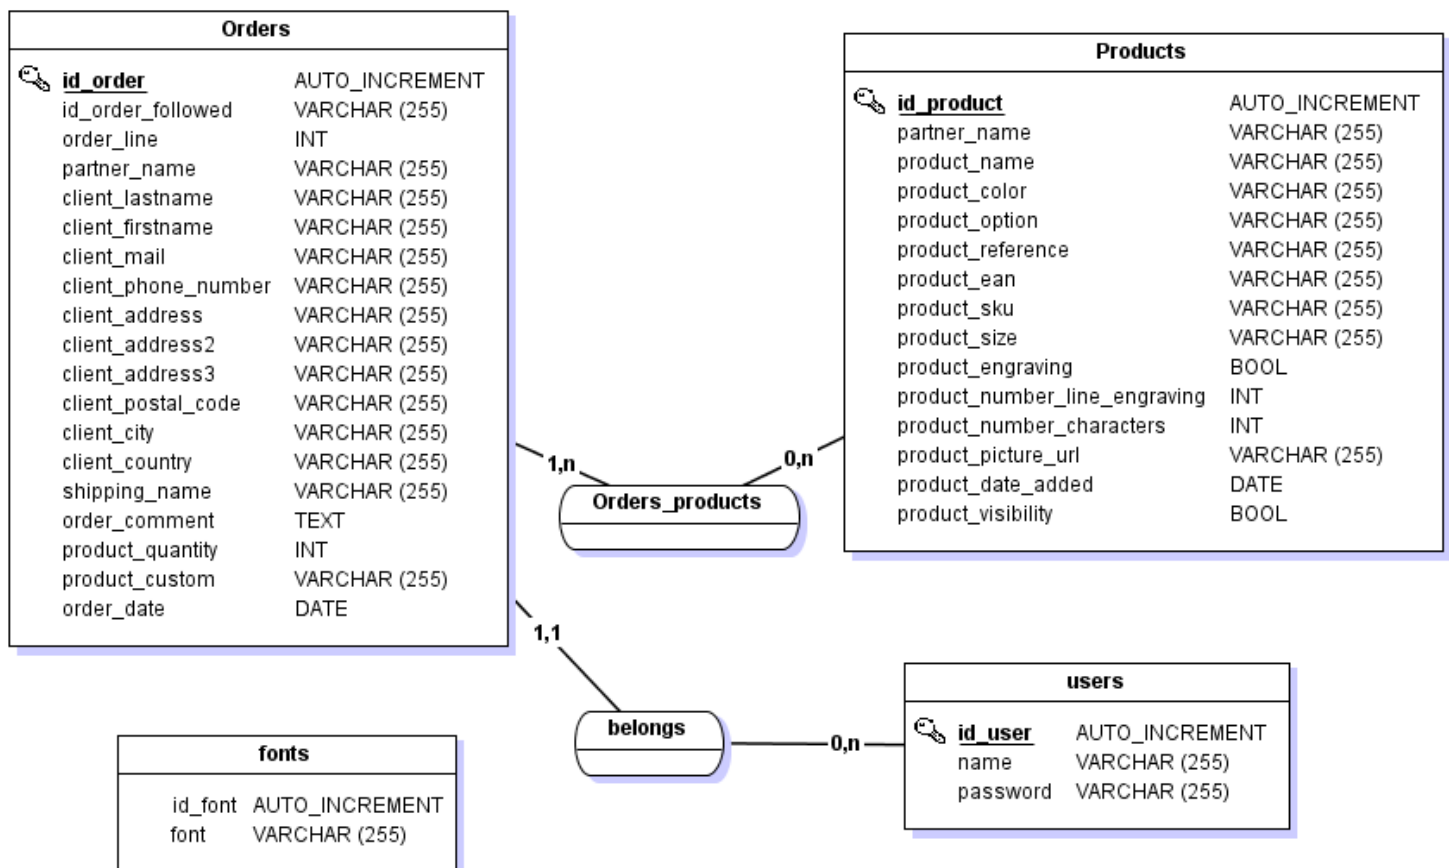 Orders
id_order AUTO_INCREMENT
id_order_followed VARCHAR (255)
order_line INT
partner_name VARCHAR (255)
client_lastname VARCHAR (255)
client_firstname VARCHAR (255)
client_mail VARCHAR (255)
client_phone_number VARCHAR (255)
client_address VARCHAR (255)
client_address2 VARCHAR (255)
client_address3 VARCHAR (255)
client_postal_code VARCHAR (255)
client_city VARCHAR (255)
client_country VARCHAR (255)
shipping_name VARCHAR (255)
order_comment TEXT
product_quantity INT
product_custom VARCHAR (255)
order_date DATE
Products
id_product AUTO_INCREMENT
partner_name VARCHAR (255)
product_name VARCHAR (255)
product_color VARCHAR (255)
product_option VARCHAR (255)
product_reference VARCHAR (255)
product_ean VARCHAR (255)
product_sku VARCHAR (255)
product_size VARCHAR (255)
product_engraving BOOL
product_number_line_engraving INT
product_number_characters INT
product_picture_url VARCHAR (255)
product_date_added DATE
product_visibility BOOL
1,n
0,n
Orders_products
1,1
belongs
0,n
users
id_user AUTO_INCREMENT
name VARCHAR (255)
password VARCHAR (255)
fonts
id_font AUTO_INCREMENT
font VARCHAR (255)